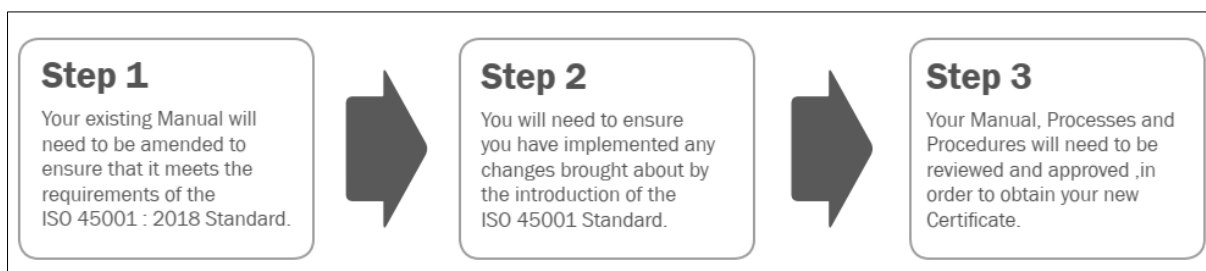 Step 1
Your existing Manual will
need to be amended to
ensure that it meets the
requirements of the
ISO 45001 : 2018 Standard.
Step 2
You will need to ensure
you have implemented any
changes brought about by
the introduction of the
ISO 45001 Standard.
Step 3
Your Manual, Processes and
Procedures will need to be
reviewed and approved ,in
order to obtain your new
Certificate.